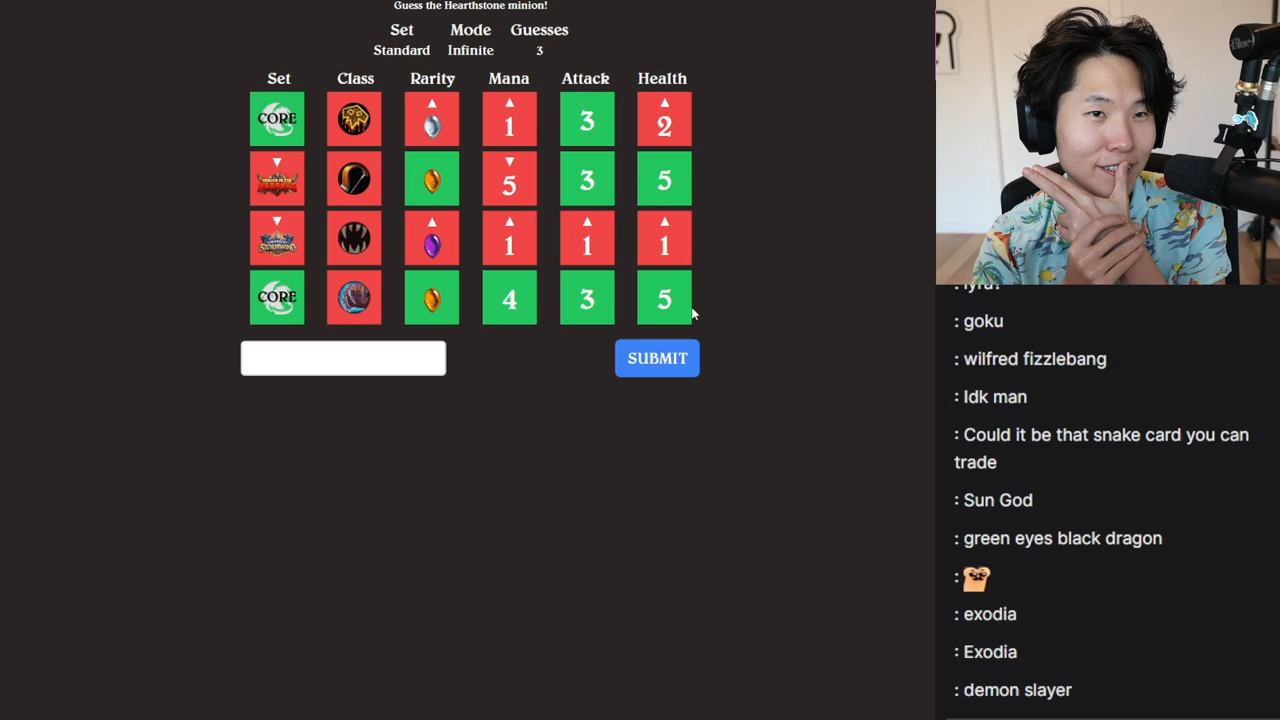 Guess the Hearthstone minion!
Set Mode Guesses
Standard Infinite 3
Set Class Rarity Mana Attack Health
CORE 1 3 2
5 3 5
STORMWIND 1 1 1
CORE 4 3 5
SUBMIT
Blue
: goku
: wilfred fizzlebang
: Idk man
: Could it be that snake card you can
trade
: Sun God
: green eyes black dragon
:
: exodia
: Exodia
: demon slayer